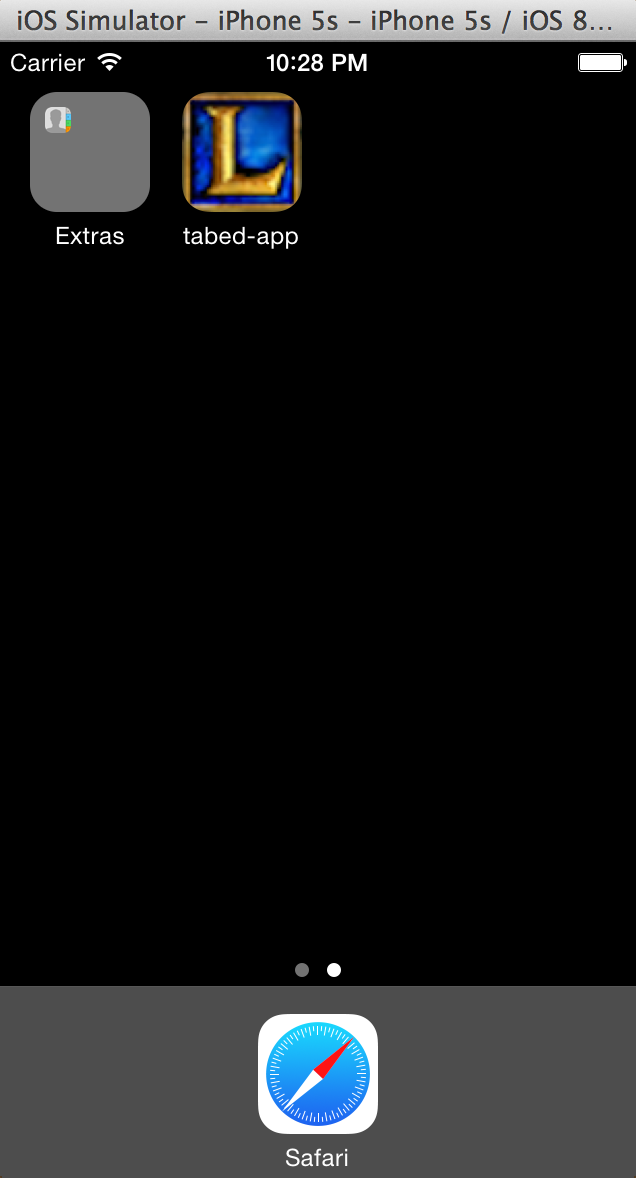 iOS Simulator – iPhone 5s – iPhone 5s / iOS 8...
Carrier 10:28 PM
L
Extras tabed-app
Safari